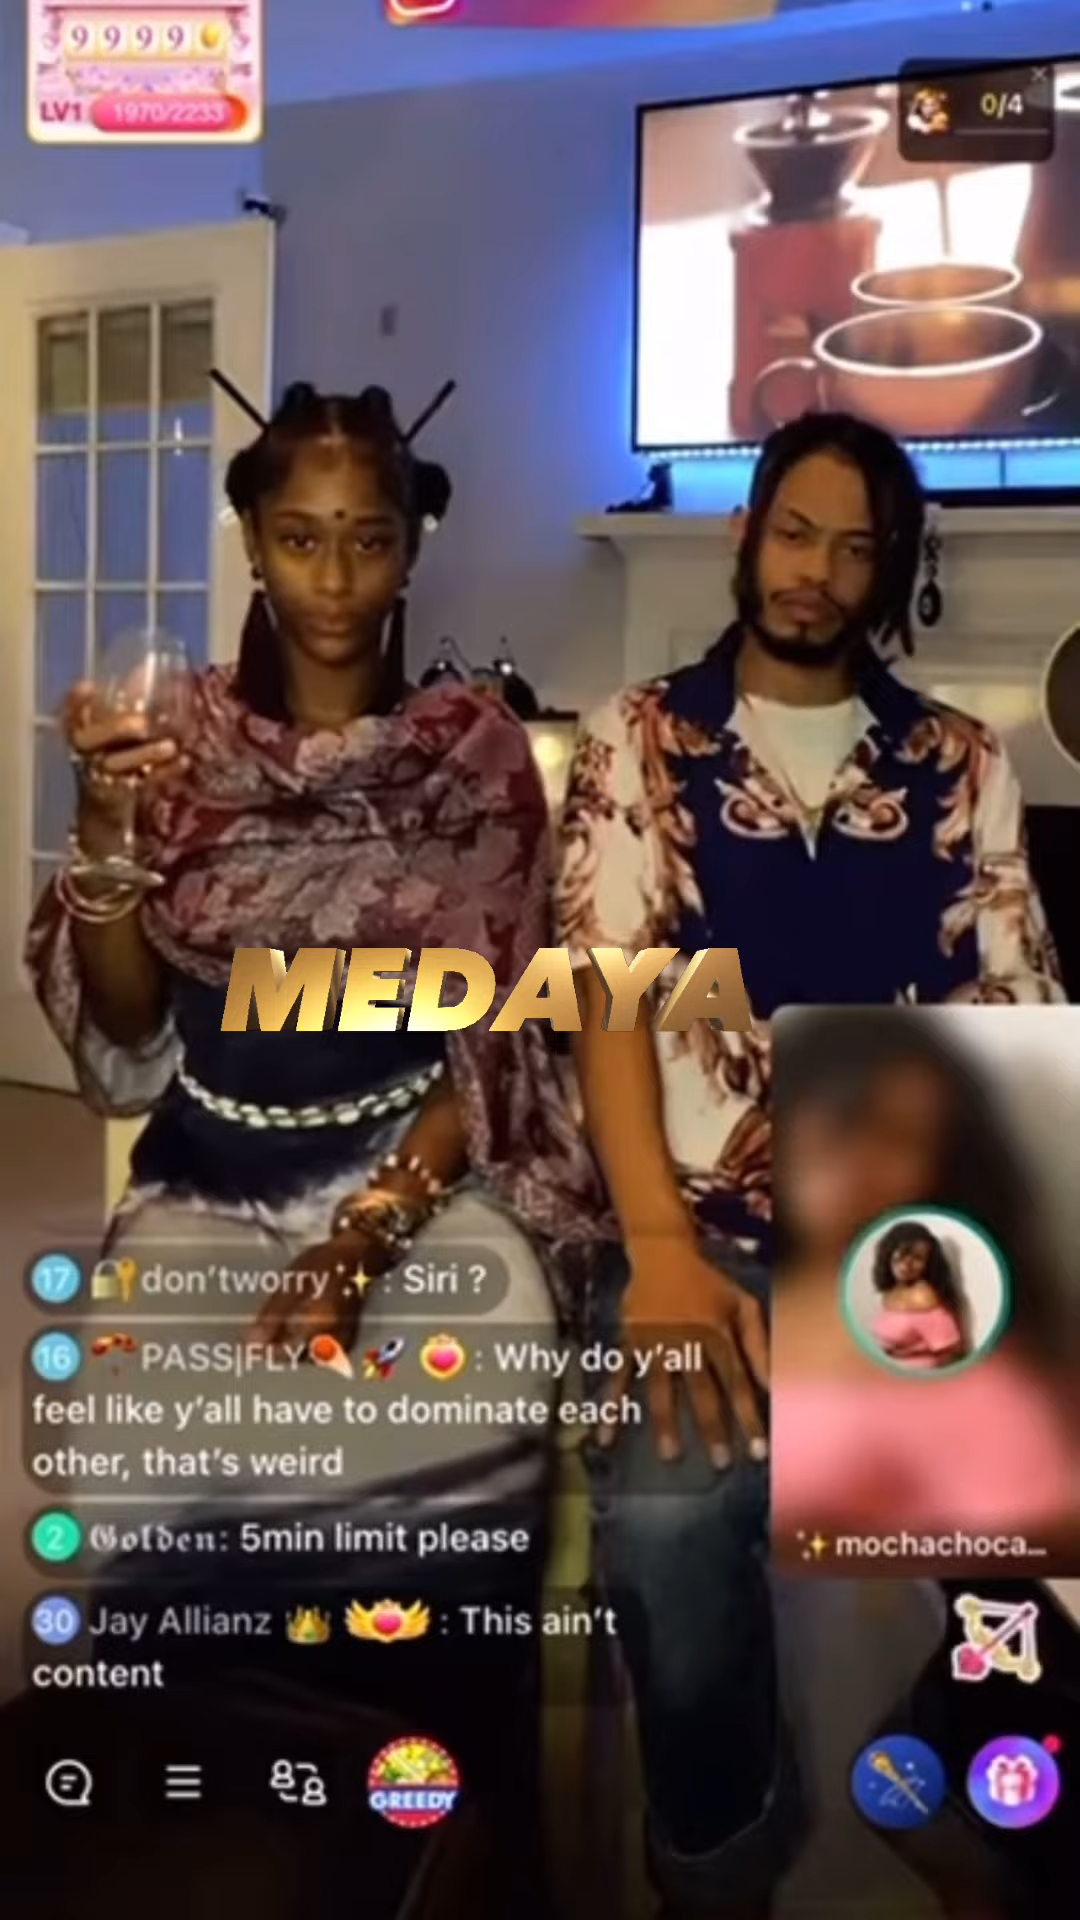 9999
LV1 1970/2233
0/4
MEDAYA
17 🔐 don'tworry✨ : Siri ?
16 PASS|FLY☄️🚀 : Why do y'all
feel like y'all have to dominate each
other, that's weird
2 𝕲𝖔𝖑𝖉𝖊𝖓: 5min limit please
30 Jay Allianz 👑 : This ain't
content
✨mochachoca...
GREEDY